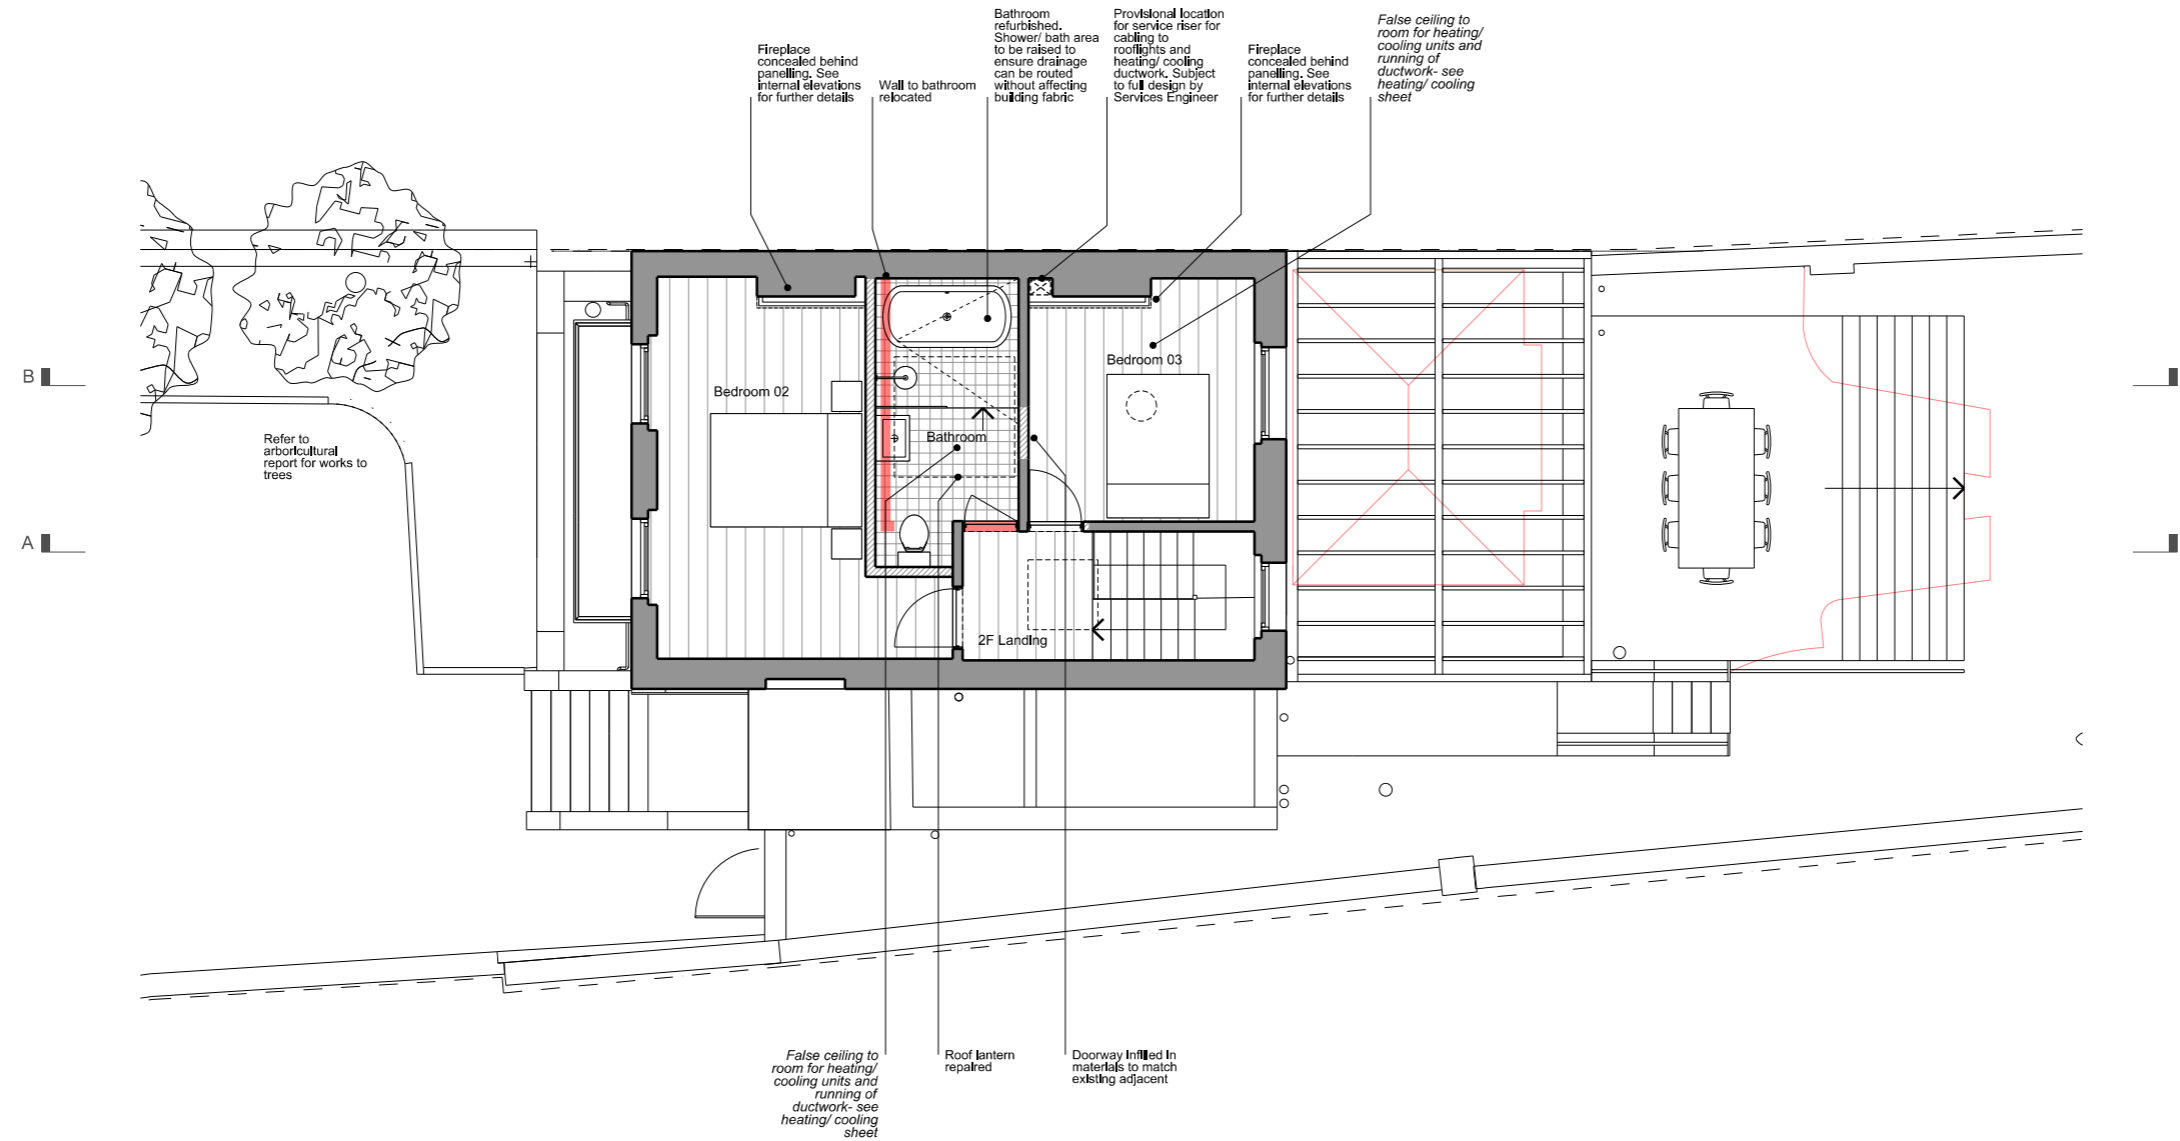 Fireplace
concealed behind
panelling. See
internal elevations
for further details
Wall to bathroom
relocated
Bathroom
refurbished.
Shower/ bath area
to be raised to
ensure drainage
can be routed
without affecting
building fabric
Provisional location
for service riser for
cabling to
rooflights and
heating/ cooling
ductwork. Subject
to full design by
Services Engineer
Fireplace
concealed behind
panelling. See
internal elevations
for further details
False ceiling to
room for heating/
cooling units and
running of
ductwork- see
heating/ cooling
sheet
B
A
Refer to
arboricultural
report for works to
trees
Bedroom 02
Bathroom
Bedroom 03
2F Landing
False ceiling to
room for heating/
cooling units and
running of
ductwork- see
heating/ cooling
sheet
Roof lantern
repaired
Doorway infilled in
materials to match
existing adjacent